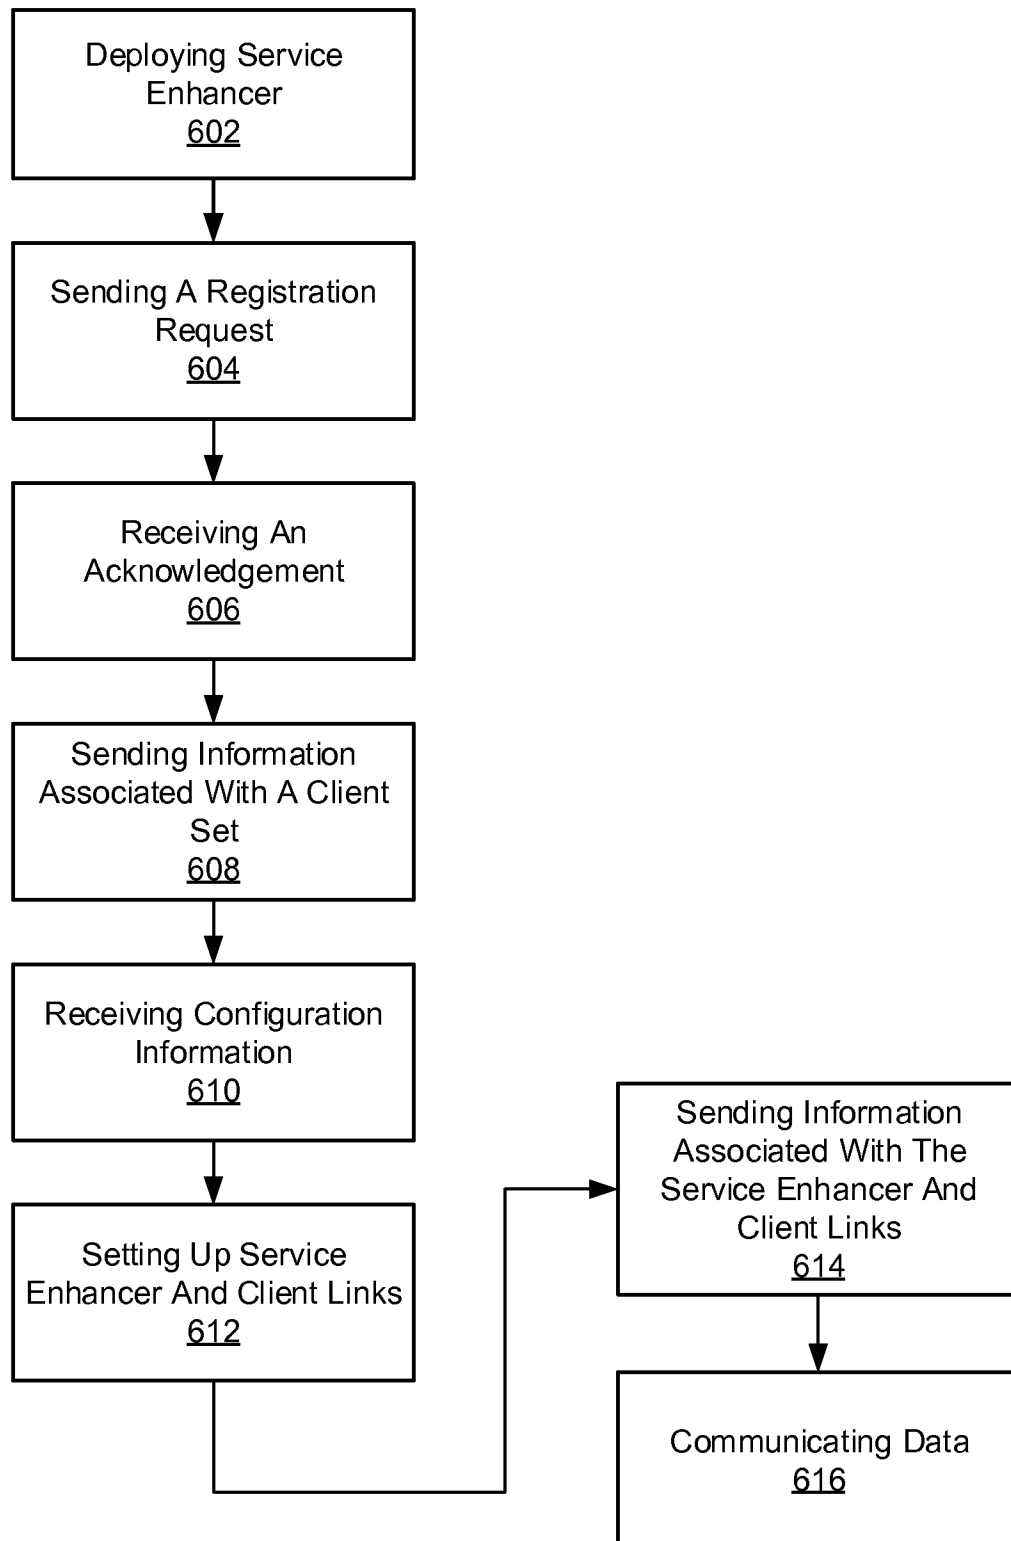 Deploying Service
Enhancer
602
Sending A Registration
Request
604
Receiving An
Acknowledgement
606
Sending Information
Associated With A Client
Set
608
Receiving Configuration
Information
610
Setting Up Service
Enhancer And Client Links
612
Sending Information
Associated With The
Service Enhancer And
Client Links
614
Communicating Data
616